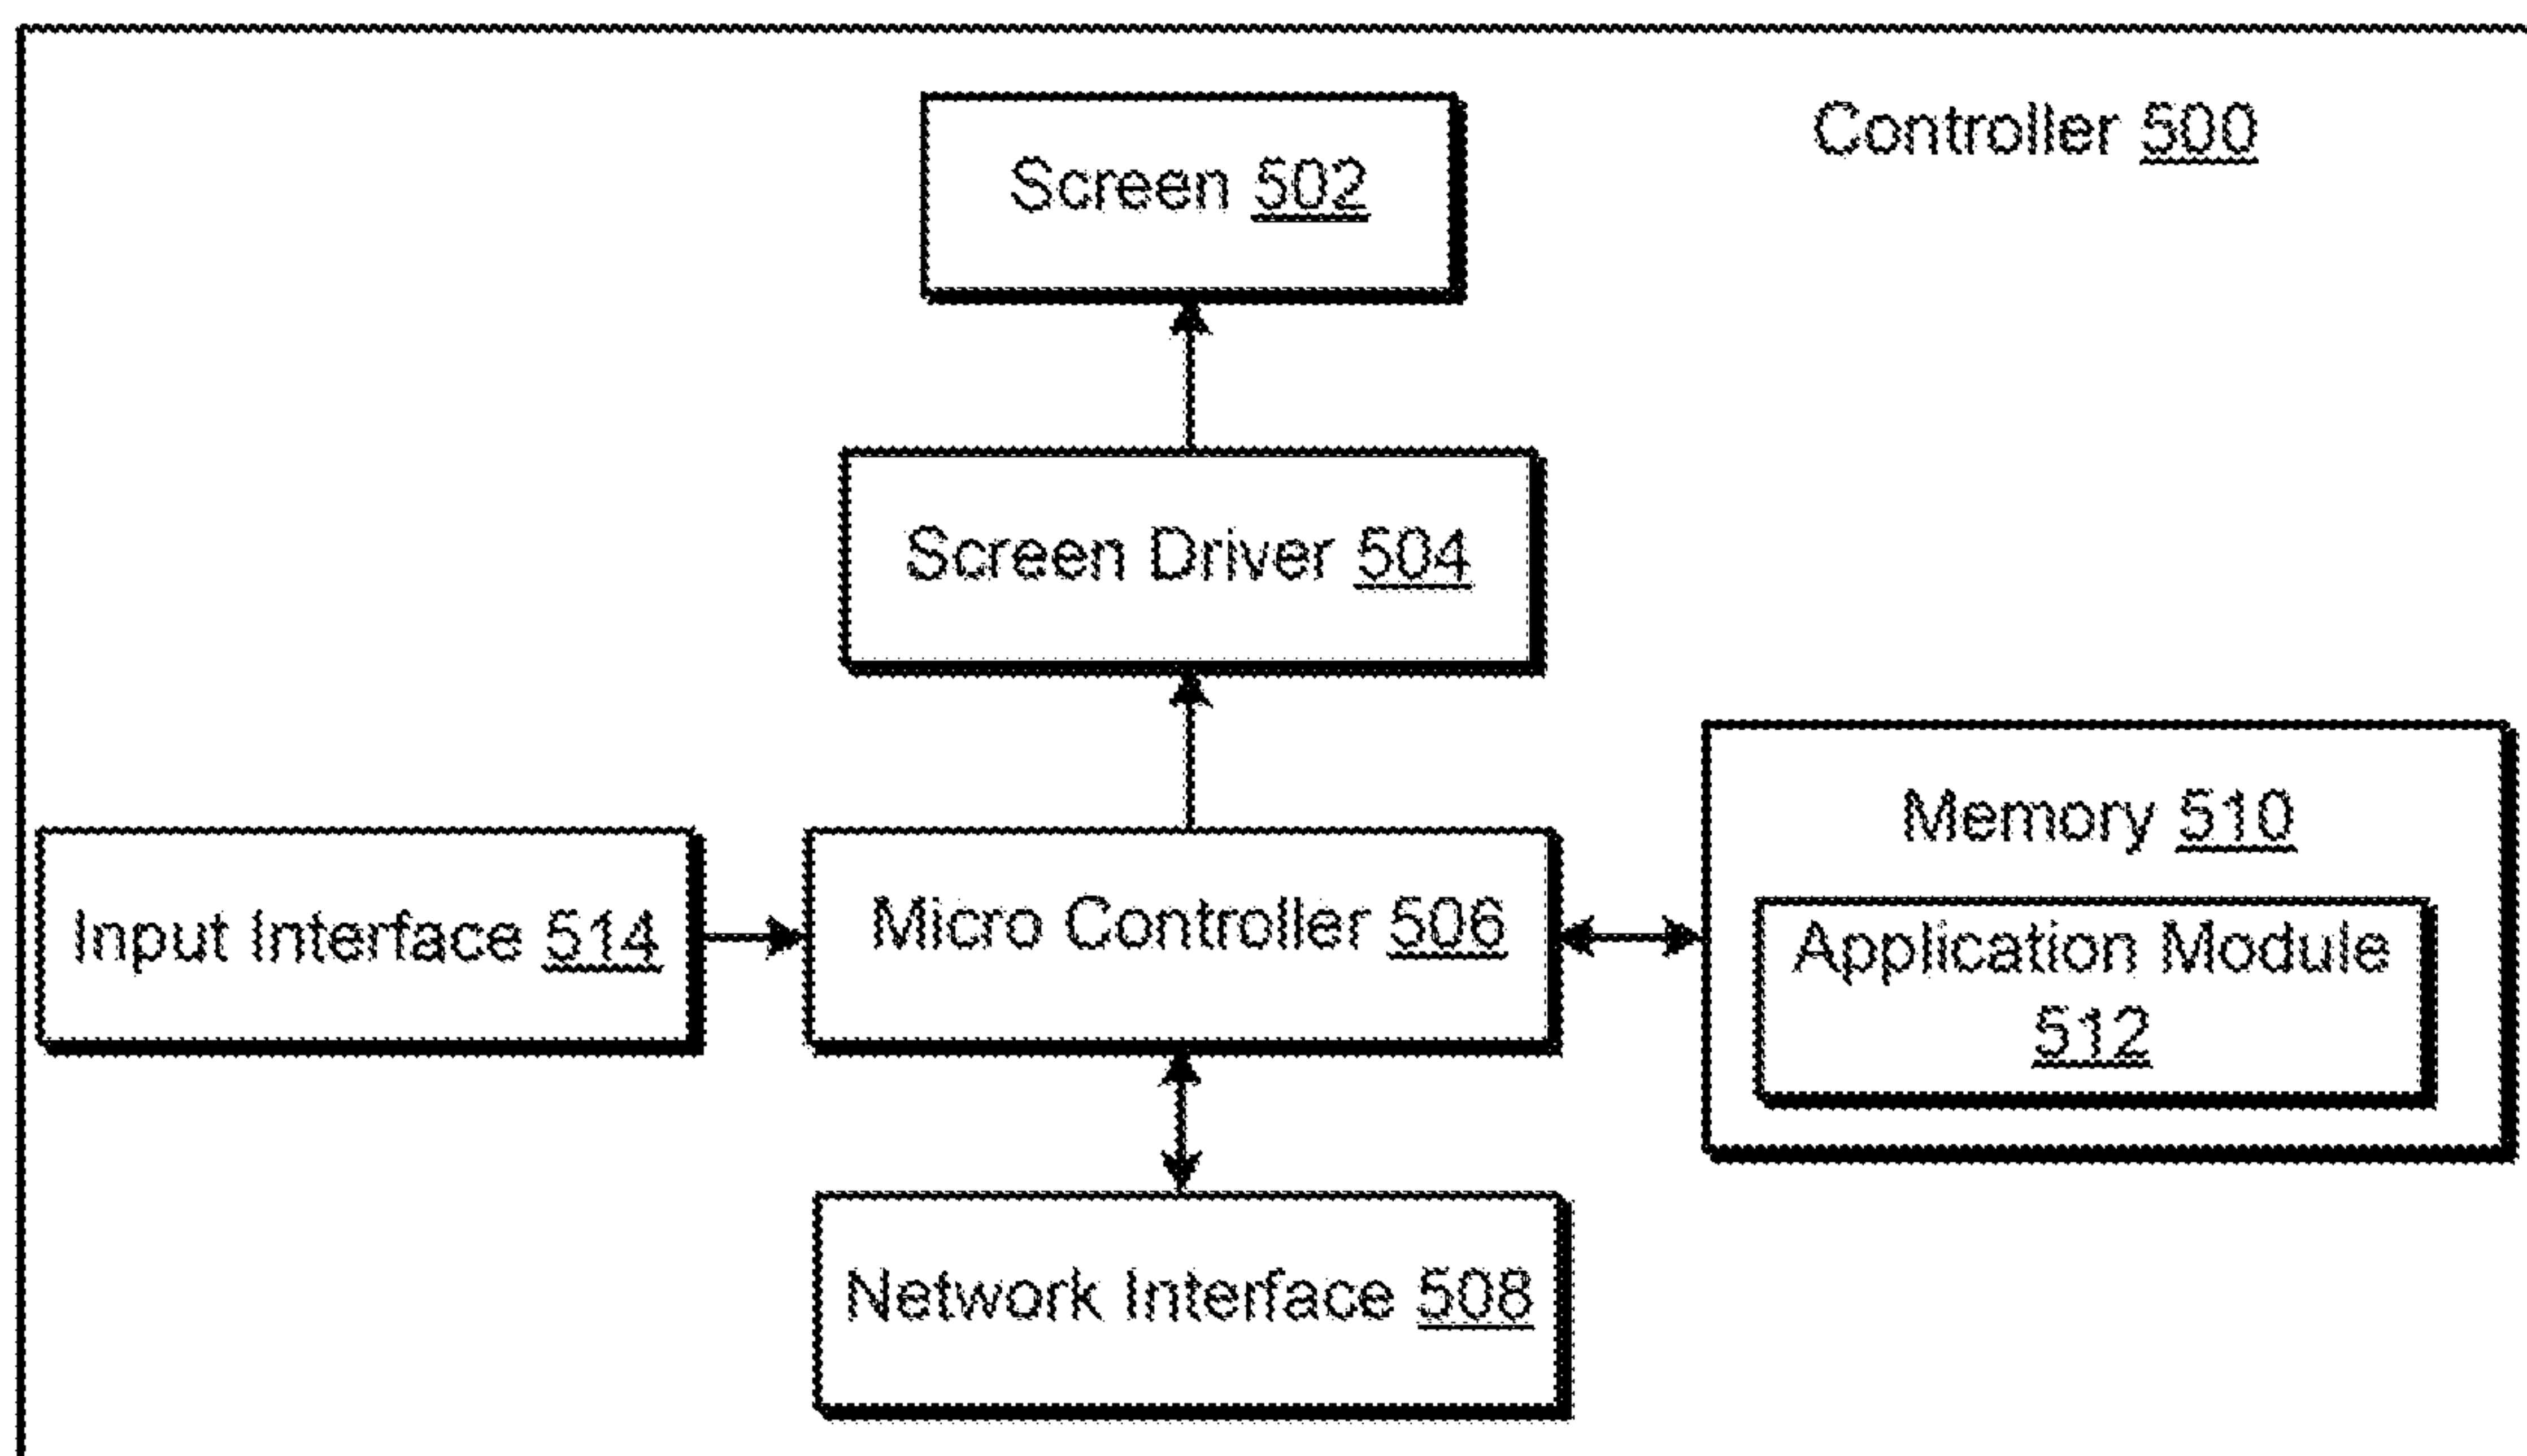 Controller 500
Screen 502
Screen Driver 504
Input Interface 514
Micro Controller 506
Memory 510
Application Module
512
Network Interface 508